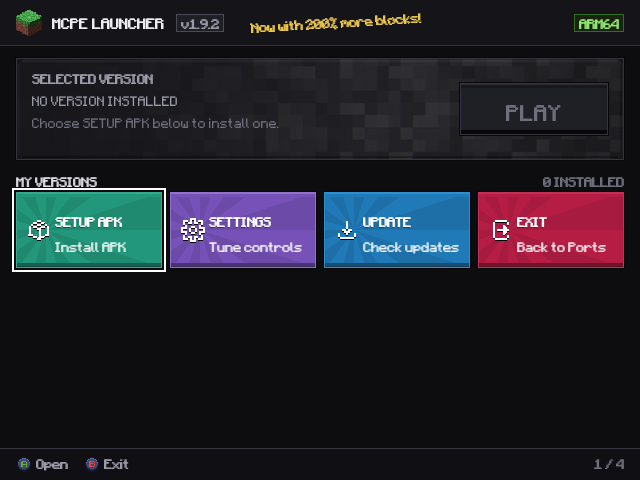 MCPE LAUNCHER
v1.9.2
Now with 200% more blocks!
ARM64
SELECTED VERSION
NO VERSION INSTALLED
Choose SETUP APK below to install one.
PLAY
MY VERSIONS
0 INSTALLED
SETUP APK
Install APK
SETTINGS
Tune controls
UPDATE
Check updates
EXIT
Back to Ports
A Open
B Exit
1 / 4